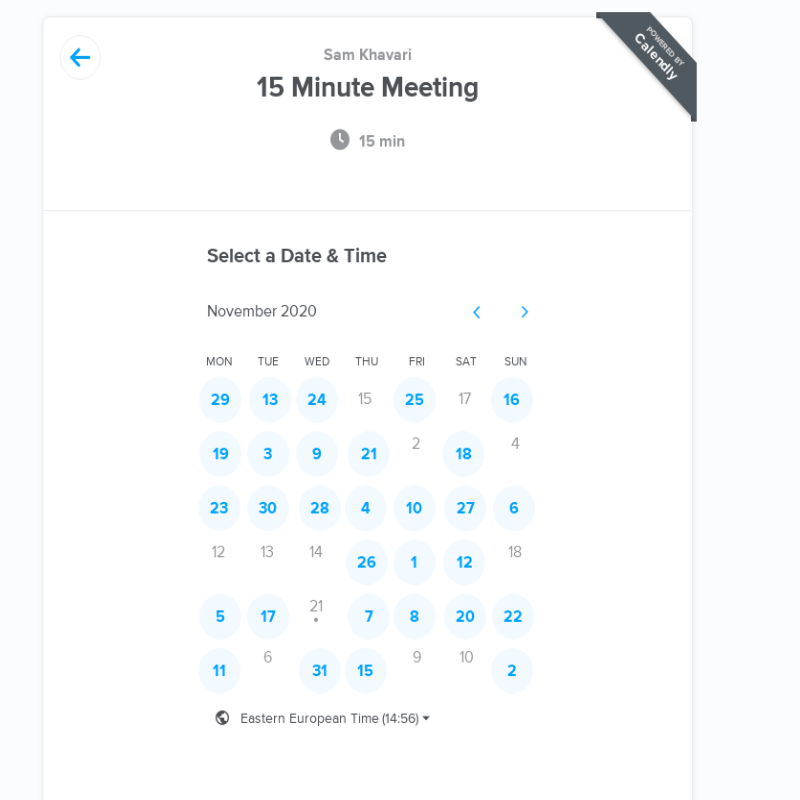 Sam Khavari
15 Minute Meeting
POWERED BY
Calendly
15 min
Select a Date & Time
November 2020
MON TUE WED THU FRI SAT SUN
29 13 24 15 25 17 16
19 3 9 21 2 18 4
23 30 28 4 10 27 6
12 13 14 26 1 12 18
5 17 21 7 8 20 22
11 6 31 15 9 10 2
Eastern European Time (14:56)